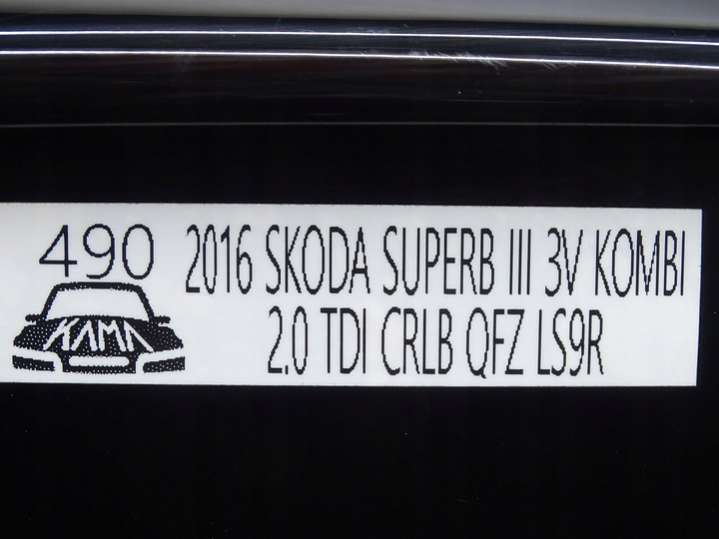 490
2016 SKODA SUPERB III 3V KOMBI
2.0 TDI CRLB QFZ LS9R
KAMA